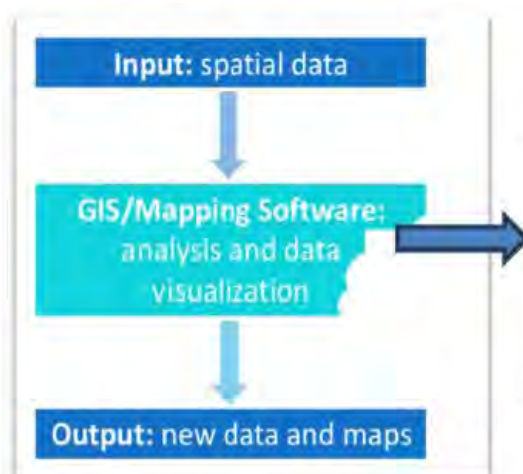 Input: spatial data
GIS/Mapping Software:
analysis and data
visualization
Output: new data and maps